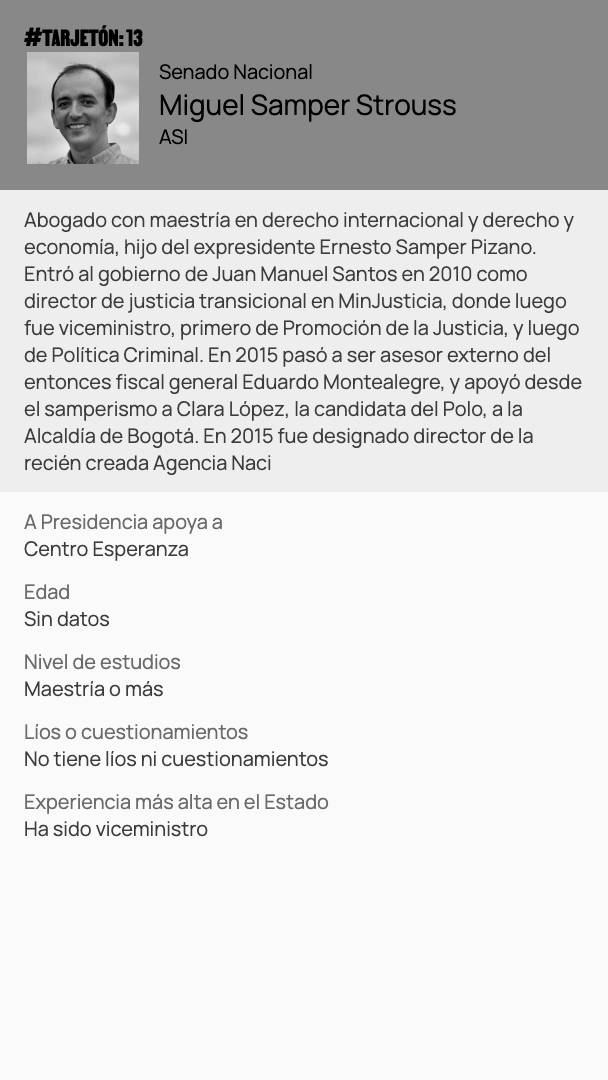 #TARJETÓN: 13
Senado Nacional
Miguel Samper Strouss
ASI
Abogado con maestría en derecho internacional y derecho y
economía, hijo del expresidente Ernesto Samper Pizano.
Entró al gobierno de Juan Manuel Santos en 2010 como
director de justicia transicional en MinJusticia, donde luego
fue viceministro, primero de Promoción de la Justicia, y luego
de Política Criminal. En 2015 pasó a ser asesor externo del
entonces fiscal general Eduardo Montealegre, y apoyó desde
el samperismo a Clara López, la candidata del Polo, a la
Alcaldía de Bogotá. En 2015 fue designado director de la
recién creada Agencia Naci
A Presidencia apoya a
Centro Esperanza
Edad
Sin datos
Nivel de estudios
Maestría o más
Líos o cuestionamientos
No tiene líos ni cuestionamientos
Experiencia más alta en el Estado
Ha sido viceministro